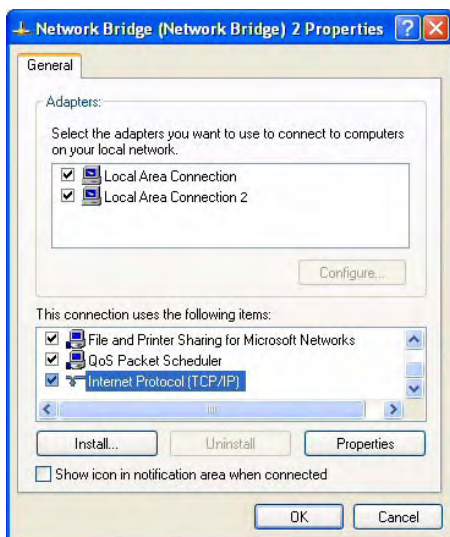 Network Bridge (Network Bridge) 2 Properties
General
Adapters:
Select the adapters you want to use to connect to computers
on your local network.
Local Area Connection
Local Area Connection 2
Configure...
This connection uses the following items:
File and Printer Sharing for Microsoft Networks
QoS Packet Scheduler
Internet Protocol (TCP/IP)
Install... Uninstall Properties
Show icon in notification area when connected
OK Cancel